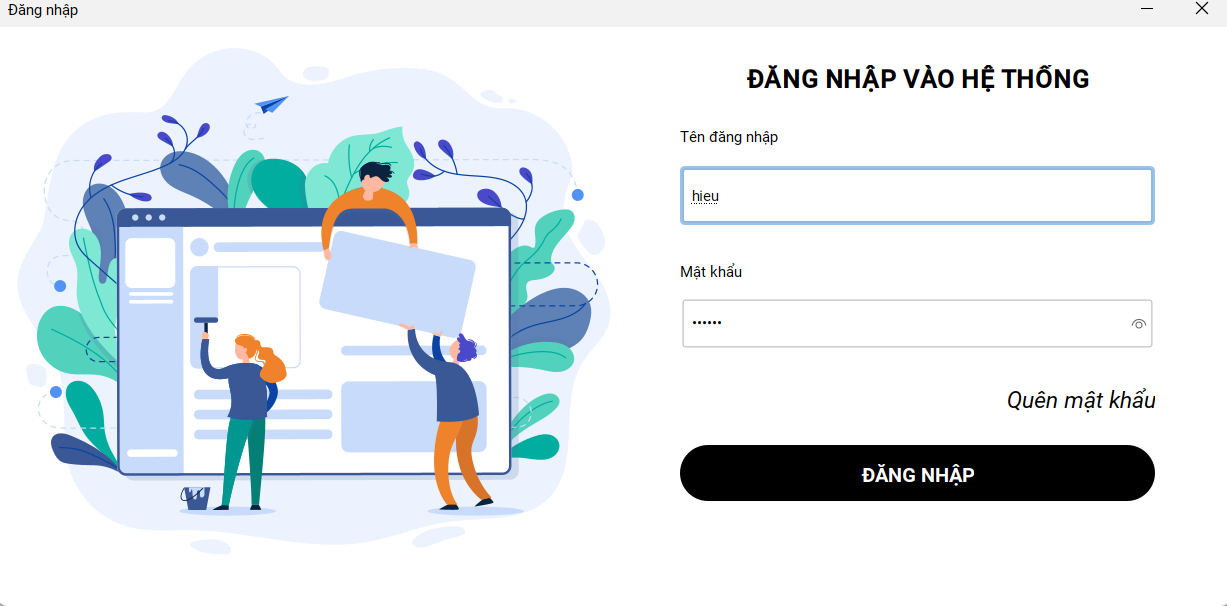 Đăng nhập
ĐĂNG NHẬP VÀO HỆ THỐNG
Tên đăng nhập
hieu
Mật khẩu
••••••
Quên mật khẩu
ĐĂNG NHẬP